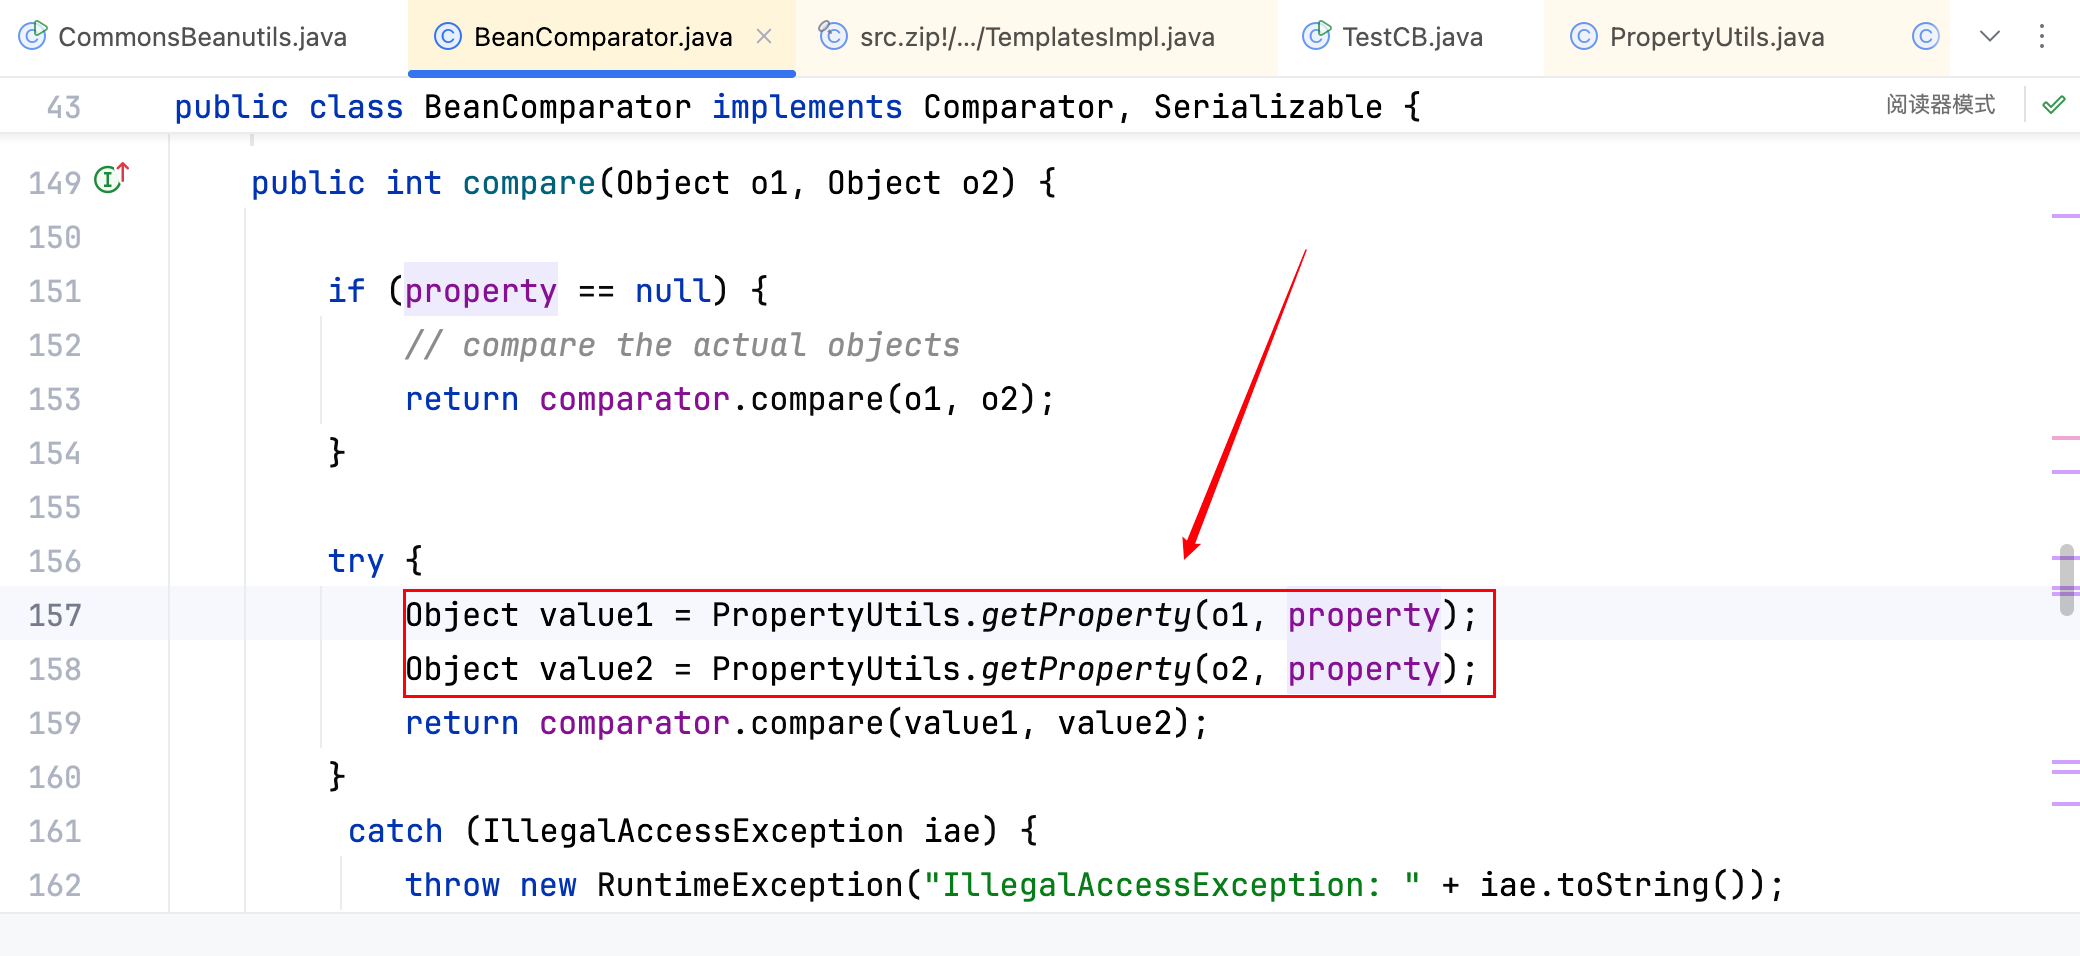 CommonsBeanutils.java BeanComparator.java src.zip!/.../TemplatesImpl.java TestCB.java PropertyUtils.java
43 public class BeanComparator implements Comparator, Serializable { 阅读器模式
149 public int compare(Object o1, Object o2) {
150
151 if (property == null) {
152 // compare the actual objects
153 return comparator.compare(o1, o2);
154 }
155
156 try {
157 Object value1 = PropertyUtils.getProperty(o1, property);
158 Object value2 = PropertyUtils.getProperty(o2, property);
159 return comparator.compare(value1, value2);
160 }
161 catch (IllegalAccessException iae) {
162 throw new RuntimeException("IllegalAccessException: " + iae.toString());